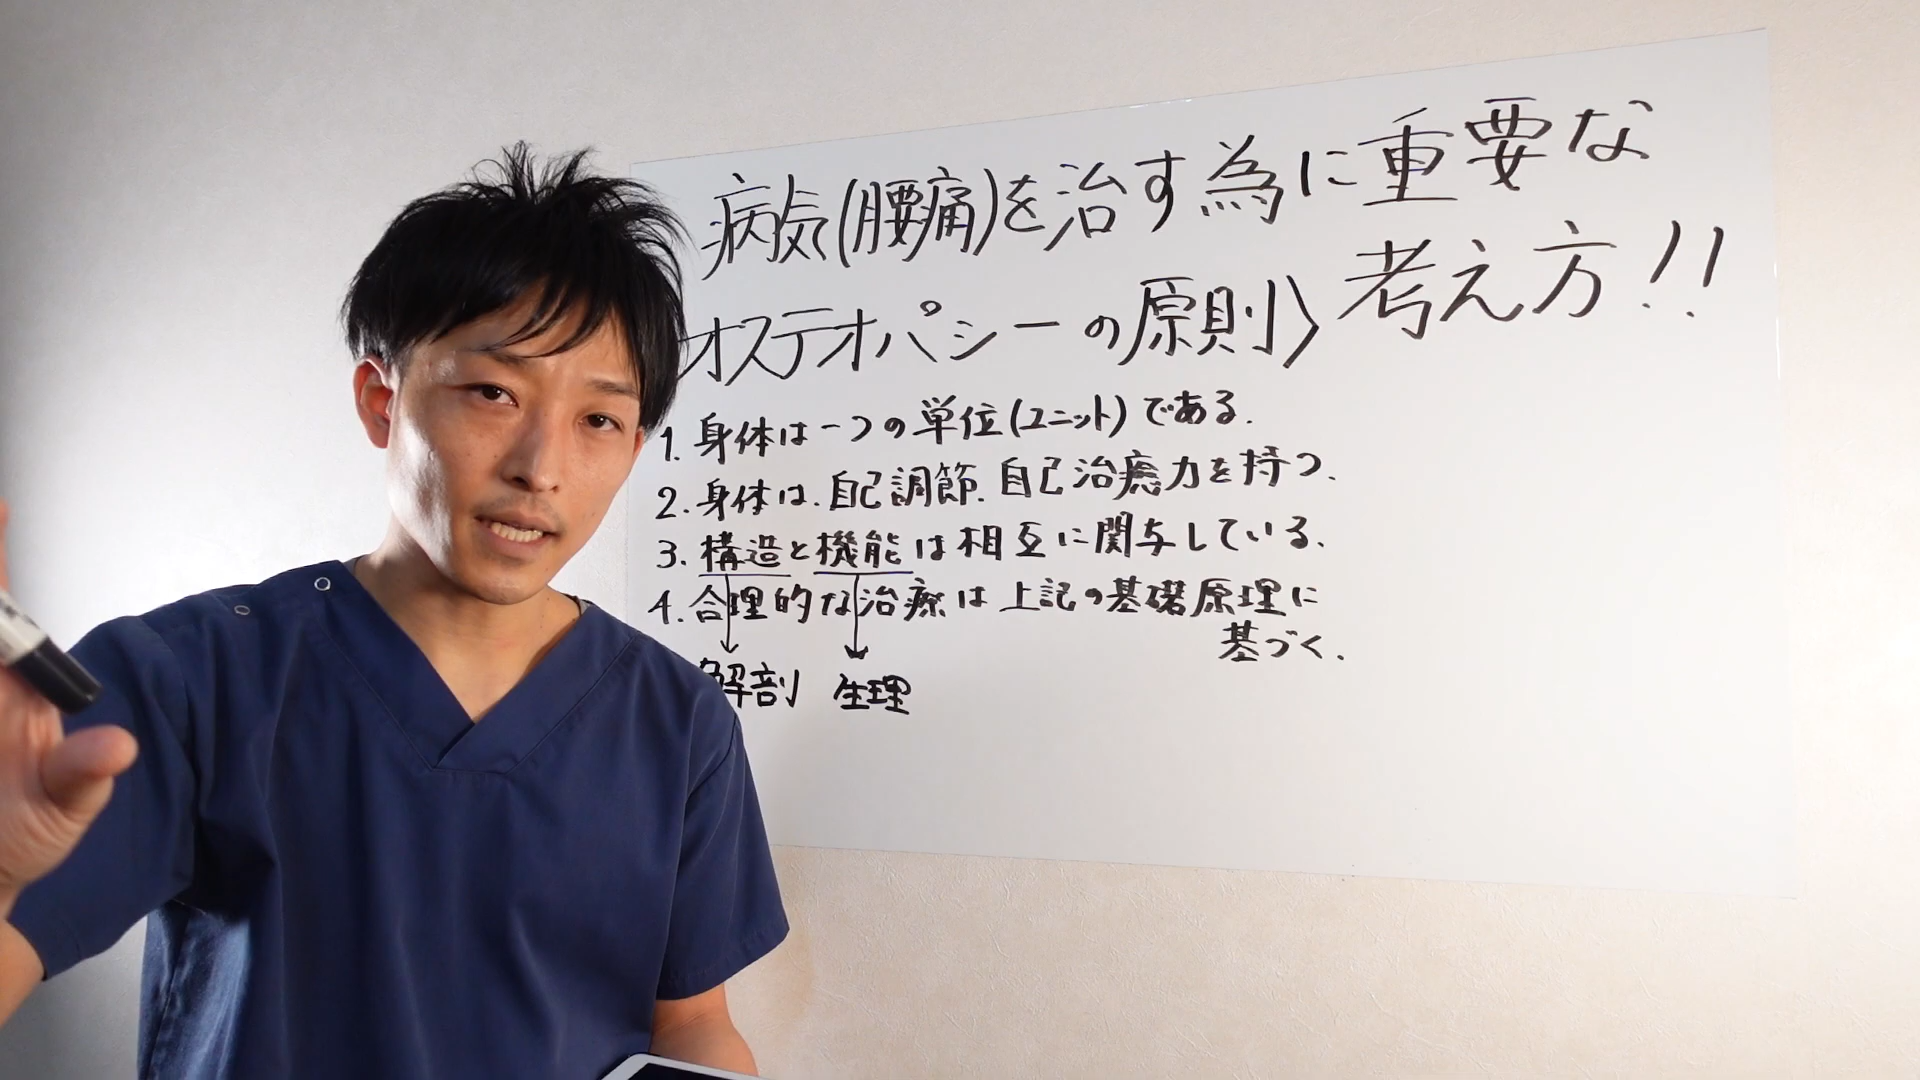 病気(腰痛)を治す為に重要な
考え方!!
オステオパシーの原則〉
1. 身体は一つの単位(ユニット)である.
2. 身体は.自己調節.自己治癒力を持つ.
3. 構造と機能は相互に関与している.
4. 合理的な治療は上記の基礎原理に
基づく.
解剖 生理